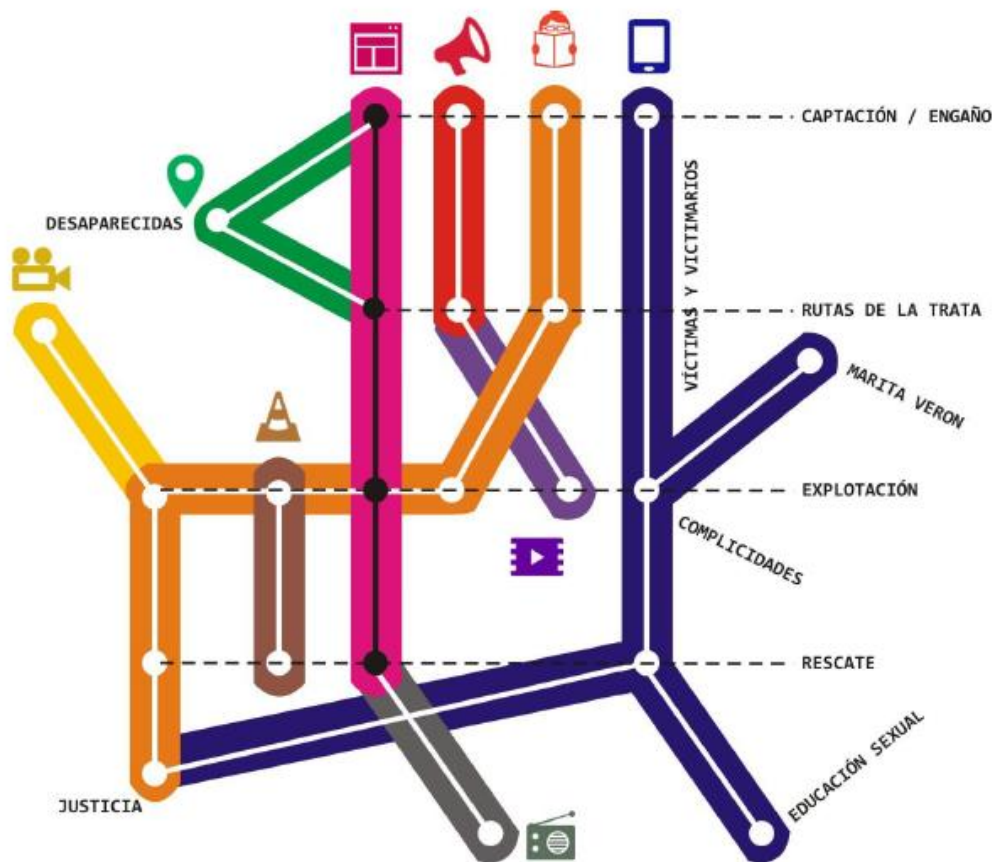 CAPTACIÓN / ENGAÑO
DESAPARECIDAS
VÍCTIMAS Y VICTIMARIOS
RUTAS DE LA TRATA
MARITA VERON
EXPLOTACIÓN
COMPLICIDADES
RESCATE
EDUCACIÓN SEXUAL
JUSTICIA